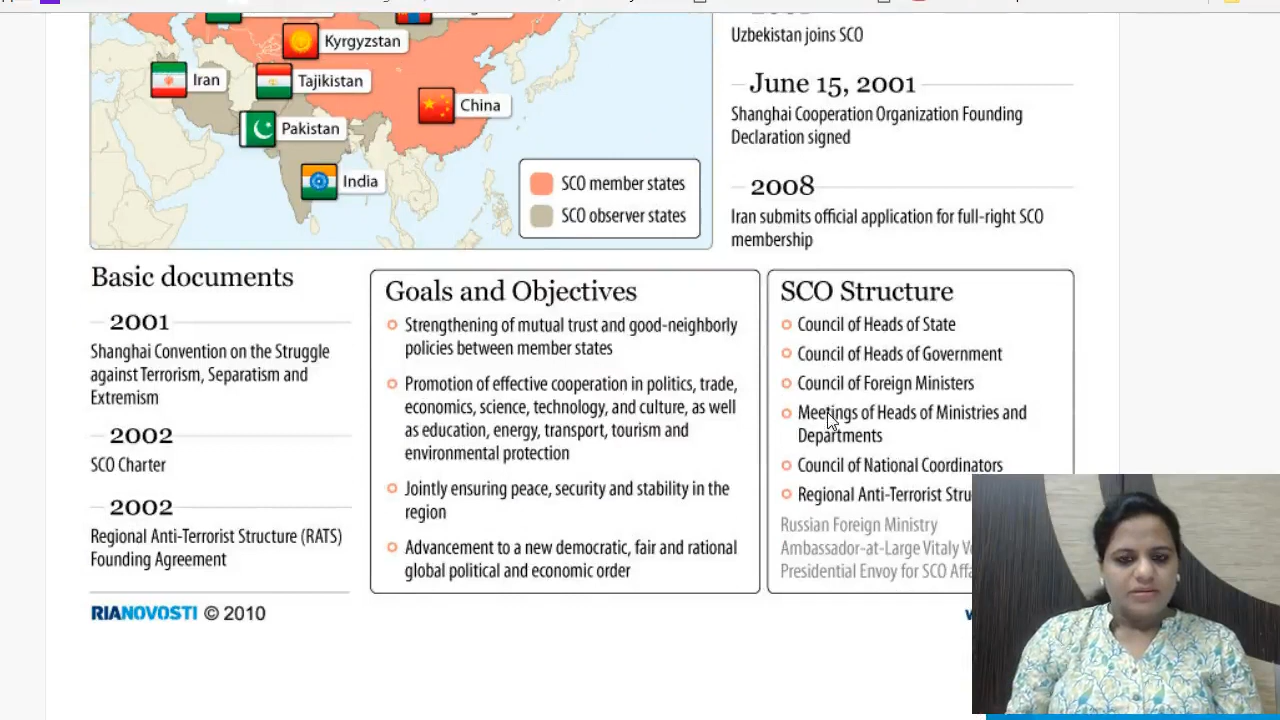 Kyrgyzstan
Iran
Tajikistan
China
Pakistan
India
SCO member states
SCO observer states
Uzbekistan joins SCO
June 15, 2001
Shanghai Cooperation Organization Founding
Declaration signed
2008
Iran submits official application for full-right SCO
membership
Basic documents
2001
Shanghai Convention on the Struggle
against Terrorism, Separatism and
Extremism
2002
SCO Charter
2002
Regional Anti-Terrorist Structure (RATS)
Founding Agreement
Goals and Objectives
Strengthening of mutual trust and good-neighborly
policies between member states
Promotion of effective cooperation in politics, trade,
economics, science, technology, and culture, as well
as education, energy, transport, tourism and
environmental protection
Jointly ensuring peace, security and stability in the
region
Advancement to a new democratic, fair and rational
global political and economic order
SCO Structure
Council of Heads of State
Council of Heads of Government
Council of Foreign Ministers
Meetings of Heads of Ministries and
Departments
Council of National Coordinators
Regional Anti-Terrorist Stru
Russian Foreign Ministry
Ambassador-at-Large Vitaly V
Presidential Envoy for SCO Affa
RIANOVOSTI © 2010